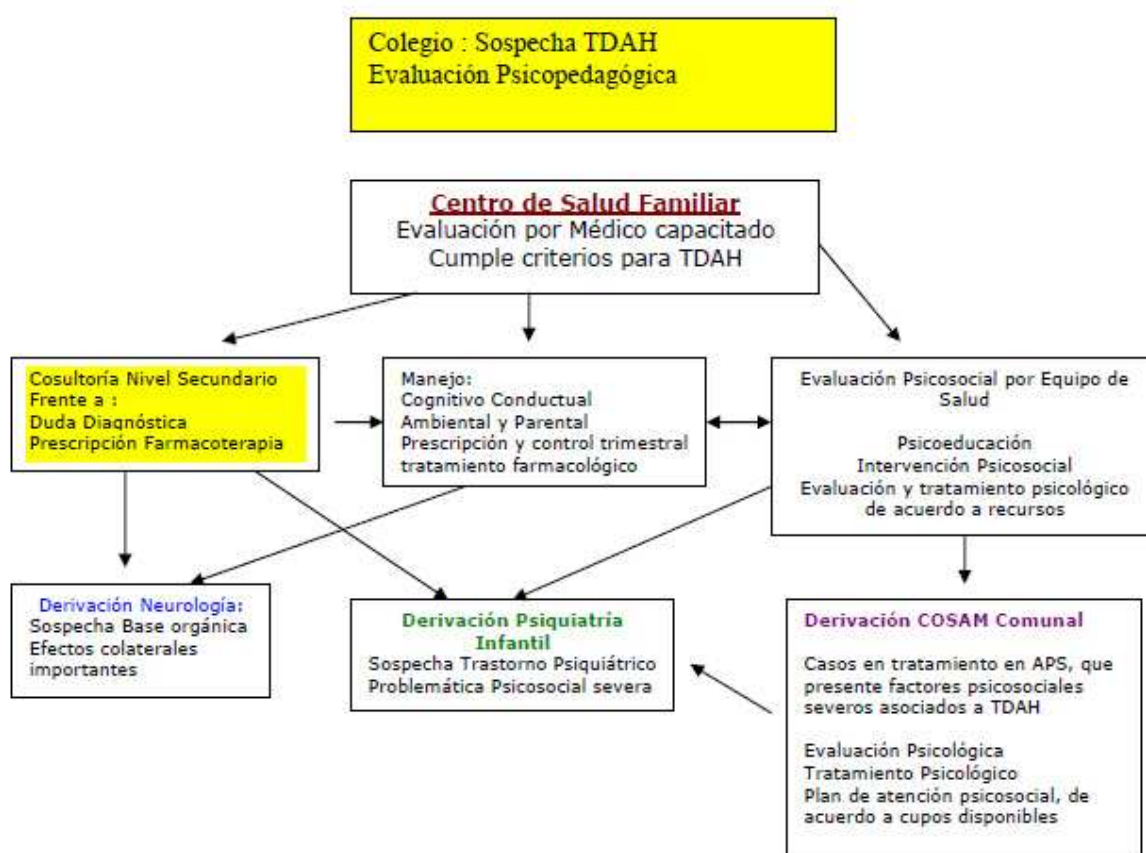 Colegio : Sospecha TDAH
Evaluación Psicopedagógica
Centro de Salud Familiar
Evaluación por Médico capacitado
Cumple criterios para TDAH
Cosultoría Nivel Secundario
Frente a :
Duda Diagnóstica
Prescripción Farmacoterapia
Manejo:
Cognitivo Conductual
Ambiental y Parental
Prescripción y control trimestral
tratamiento farmacológico
Evaluación Psicosocial por Equipo de
Salud
Psicoeducación
Intervención Psicosocial
Evaluación y tratamiento psicológico
de acuerdo a recursos
Derivación Neurología:
Sospecha Base orgánica
Efectos colaterales
importantes
Derivación Psiquiatría
Infantil
Sospecha Trastorno Psiquiátrico
Problemática Psicosocial severa
Derivación COSAM Comunal
Casos en tratamiento en APS, que
presente factores psicosociales
severos asociados a TDAH
Evaluación Psicológica
Tratamiento Psicológico
Plan de atención psicosocial, de
acuerdo a cupos disponibles